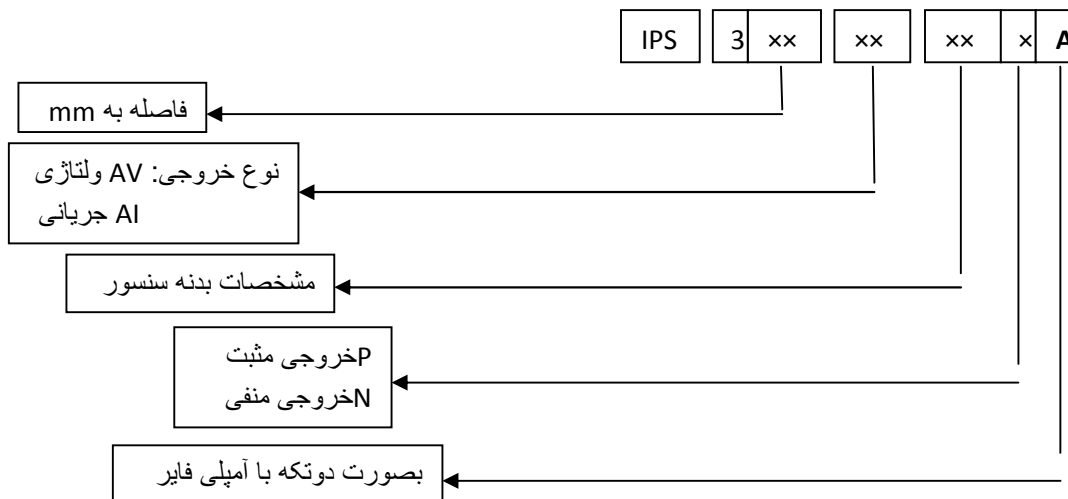 IPS 3 ×× ×× ×× × A
فاصله به mm
نوع خروجی: AV ولتاژی
AI جریانی
مشخصات بدنه سنسور
Pخروجی مثبت
Nخروجی منفی
بصورت دوتکه با آمپلی فایر